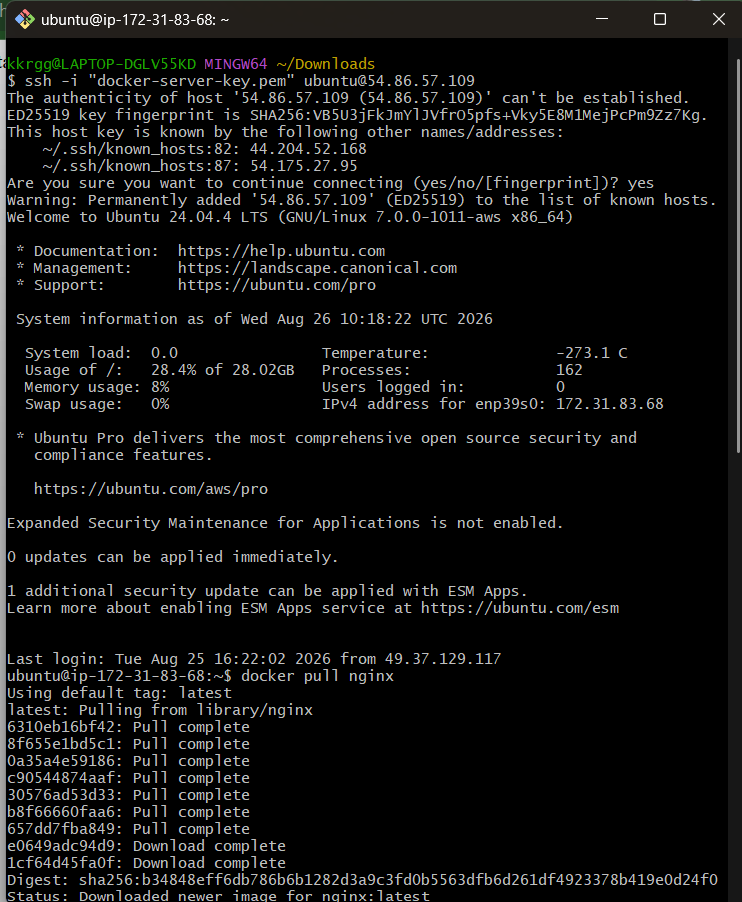 ubuntu@ip-172-31-83-68: ~
kkrgg@LAPTOP-DGLV55KD MINGW64 ~/Downloads
$ ssh -i "docker-server-key.pem" ubuntu@54.86.57.109
The authenticity of host '54.86.57.109 (54.86.57.109)' can't be established.
ED25519 key fingerprint is SHA256:VB5U3jFkJmYlJVfrO5pfs+Vky5E8M1MejPcPm9Zz7Kg.
This host key is known by the following other names/addresses:
    ~/.ssh/known_hosts:82: 44.204.52.168
    ~/.ssh/known_hosts:87: 54.175.27.95
Are you sure you want to continue connecting (yes/no/[fingerprint])? yes
Warning: Permanently added '54.86.57.109' (ED25519) to the list of known hosts.
Welcome to Ubuntu 24.04.4 LTS (GNU/Linux 7.0.0-1011-aws x86_64)
 * Documentation:  https://help.ubuntu.com
 * Management:     https://landscape.canonical.com
 * Support:        https://ubuntu.com/pro
 System information as of Wed Aug 26 10:18:22 UTC 2026
  System load:  0.0                Temperature:              -273.1 C
  Usage of /:   28.4% of 28.02GB   Processes:                162
  Memory usage: 8%                 Users logged in:          0
  Swap usage:   0%                 IPv4 address for enp39s0: 172.31.83.68
 * Ubuntu Pro delivers the most comprehensive open source security and
   compliance features.
   https://ubuntu.com/aws/pro
Expanded Security Maintenance for Applications is not enabled.
0 updates can be applied immediately.
1 additional security update can be applied with ESM Apps.
Learn more about enabling ESM Apps service at https://ubuntu.com/esm
Last login: Tue Aug 25 16:22:02 2026 from 49.37.129.117
ubuntu@ip-172-31-83-68:~$ docker pull nginx
Using default tag: latest
latest: Pulling from library/nginx
6310eb16bf42: Pull complete
8f655e1bd5c1: Pull complete
0a35a4e59186: Pull complete
c90544874aaf: Pull complete
30576ad53d33: Pull complete
b8f66660faa6: Pull complete
657dd7fba849: Pull complete
e0649adc94d9: Download complete
1cf64d45fa0f: Download complete
Digest: sha256:b34848eff6db786b6b1282d3a9c3fd0b5563dfb6d261df4923378b419e0d24f0
Status: Downloaded newer image for nginx:latest